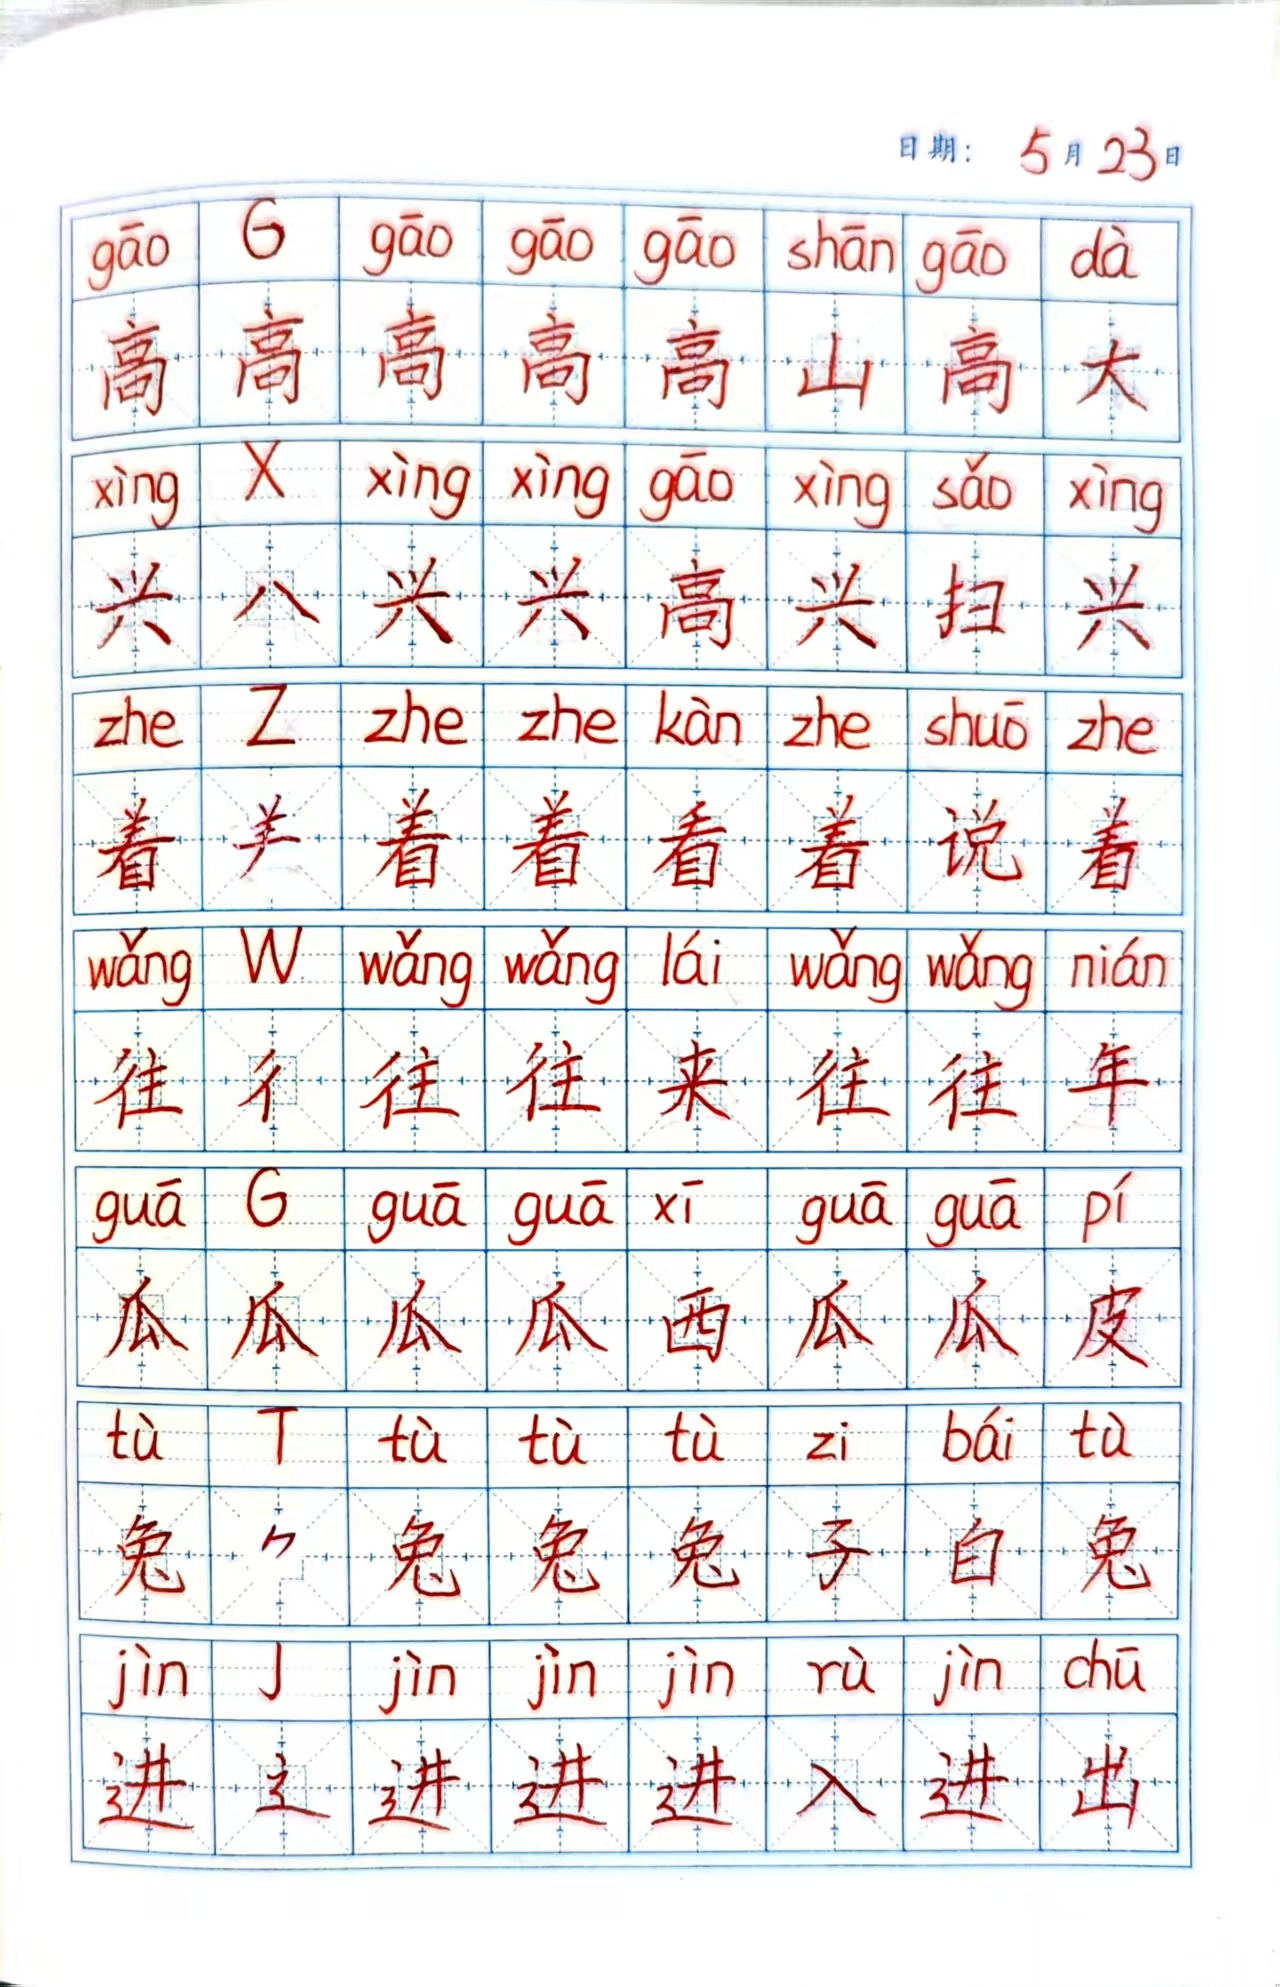 日期： 5月23日
gāo G gāo gāo gāo shān gāo dà
高 高 高 高 高 山 高 大
xìng X xìng xìng gāo xìng sǎo xìng
兴 八 兴 兴 高 兴 扫 兴
zhe Z zhe zhe kàn zhe shuō zhe
着 𦍌 着 着 看 着 说 着
wǎng W wǎng wǎng lái wǎng wǎng nián
往 彳 往 往 来 往 往 年
guā G guā guā xī guā guā pí
瓜 瓜 瓜 瓜 西 瓜 瓜 皮
tù T tù tù tù zi bái tù
兔 ⺈ 兔 兔 兔 子 白 兔
jìn J jìn jìn jìn rù jìn chū
进 辶 进 进 进 入 进 出